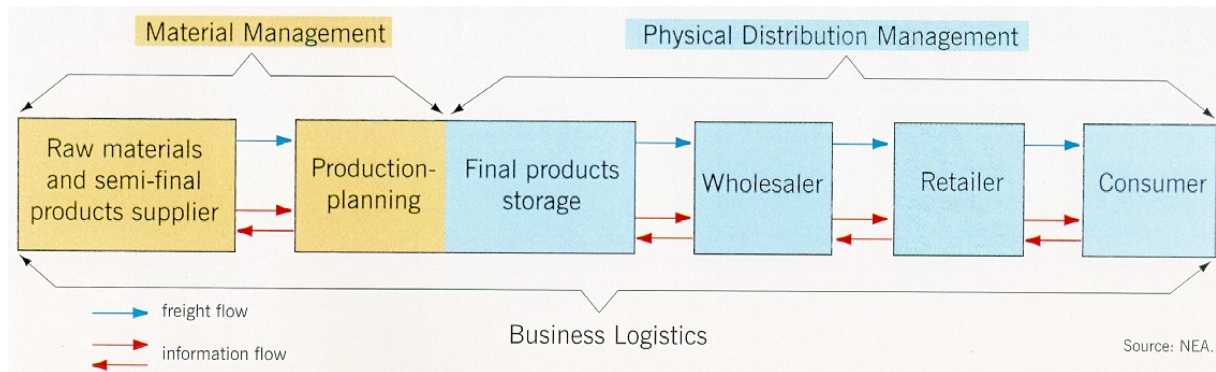 Material Management
Physical Distribution Management
Raw materials
and semi-final
products supplier
Production-
planning
Final products
storage
Wholesaler
Retailer
Consumer
freight flow
information flow
Business Logistics
Source: NEA.